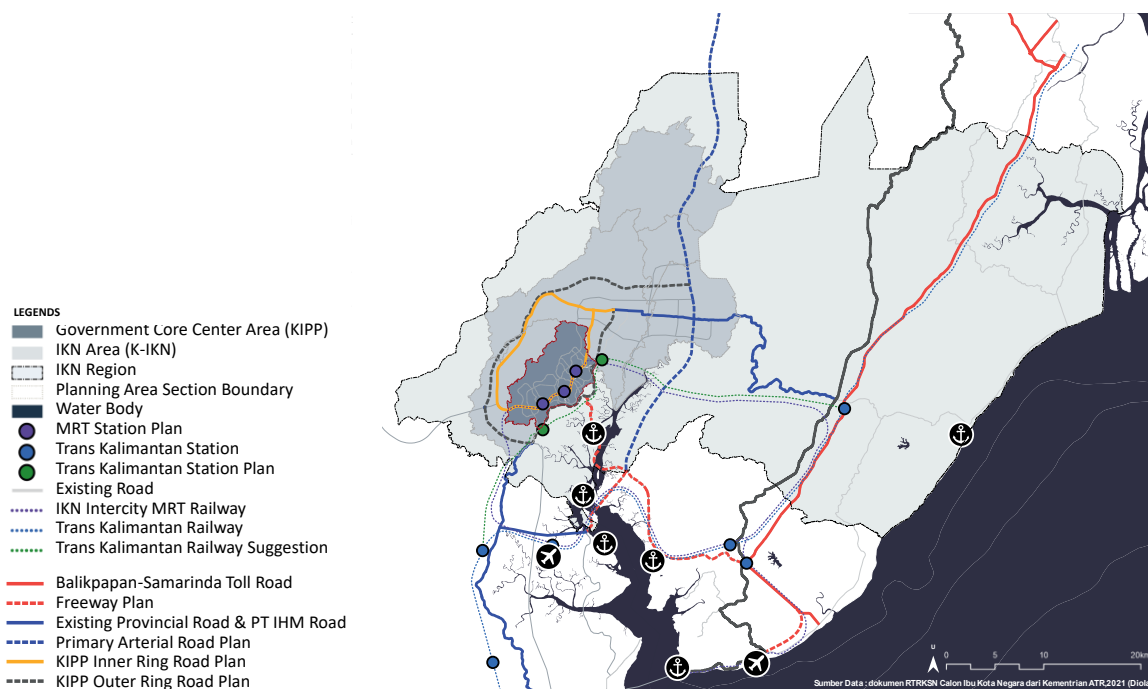 LEGENDS
Government Core Center Area (KIPP)
IKN Area (K-IKN)
IKN Region
Planning Area Section Boundary
Water Body
MRT Station Plan
Trans Kalimantan Station
Trans Kalimantan Station Plan
Existing Road
IKN Intercity MRT Railway
Trans Kalimantan Railway
Trans Kalimantan Railway Suggestion
Balikpapan-Samarinda Toll Road
Freeway Plan
Existing Provincial Road & PT IHM Road
Primary Arterial Road Plan
KIPP Inner Ring Road Plan
KIPP Outer Ring Road Plan
U
0 5 10 20km
Sumber Data : dokumen RTRKSN Calon Ibu Kota Negara dari Kementrian ATR,2021 (Diol